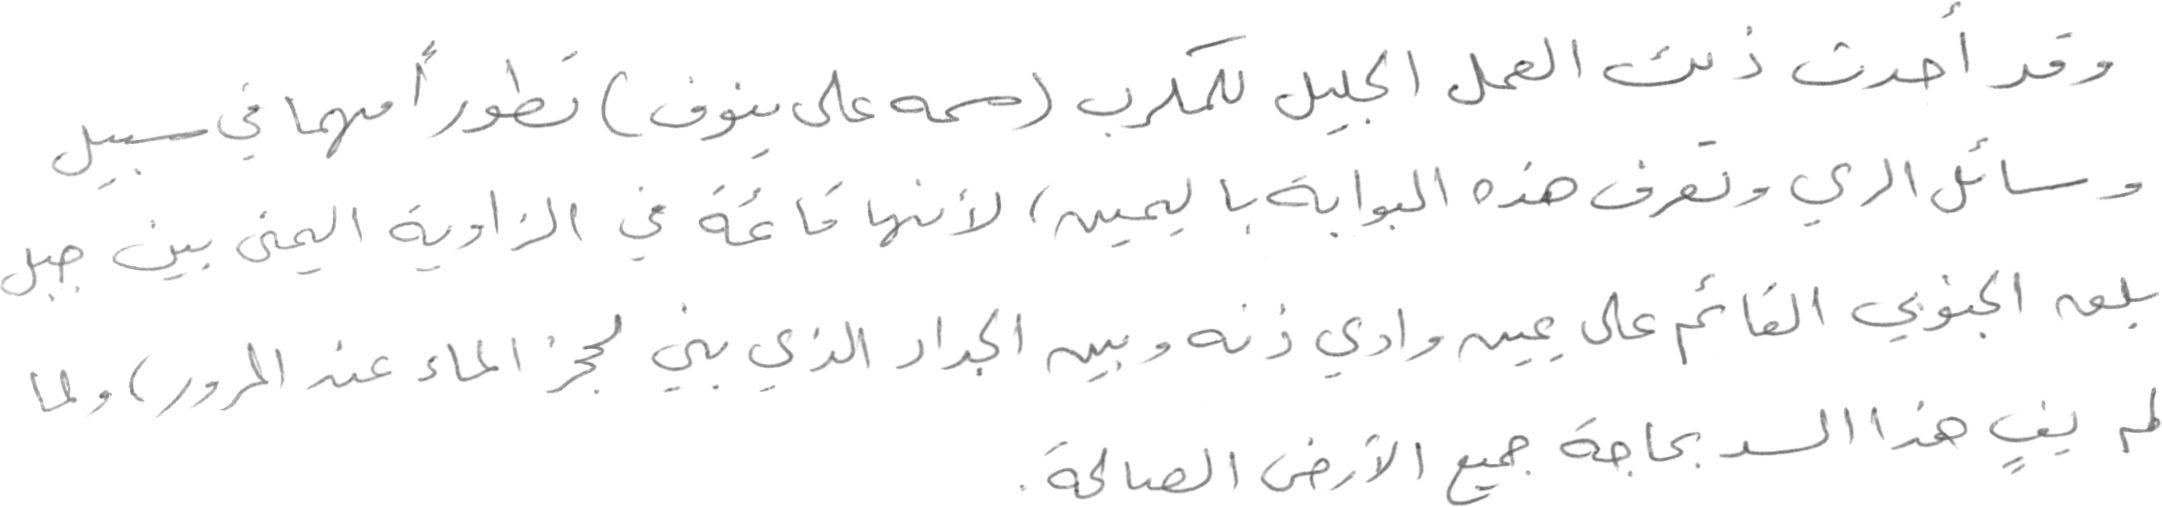 وقد أحدث ذلك العمل الجليل للمكرب (سمه على ينوف) تطوراً مهما في سبيل
وسائل الري وتعرف هذه البوابة باليمين، لأنها قائمة في الزاوية اليمنى بين جبل
بلق الجنوبي القائم على يمين وادي ذنه وبين الجدار الذي بني لحجز الماء عند المرور، ولما
لم يفِ هذا السد بحاجة جميع الأرض الصالحة.